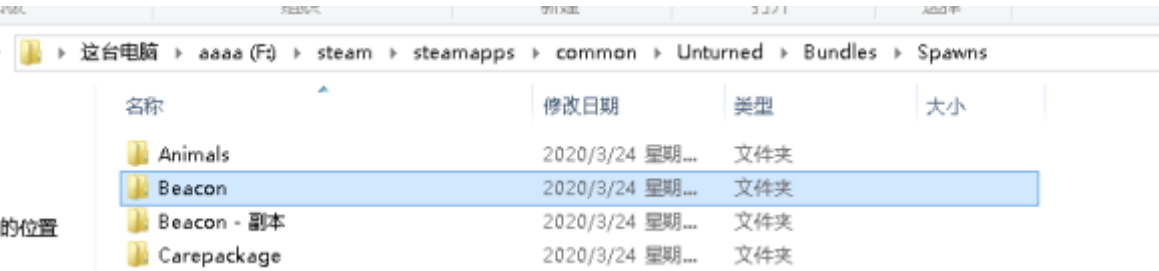 这台电脑 ▸ aaaa (F:) ▸ steam ▸ steamapps ▸ common ▸ Unturned ▸ Bundles ▸ Spawns
名称 修改日期 类型 大小
Animals 2020/3/24 星期... 文件夹
Beacon 2020/3/24 星期... 文件夹
的位置
Beacon - 副本 2020/3/24 星期... 文件夹
Carepackage 2020/3/24 星期... 文件夹